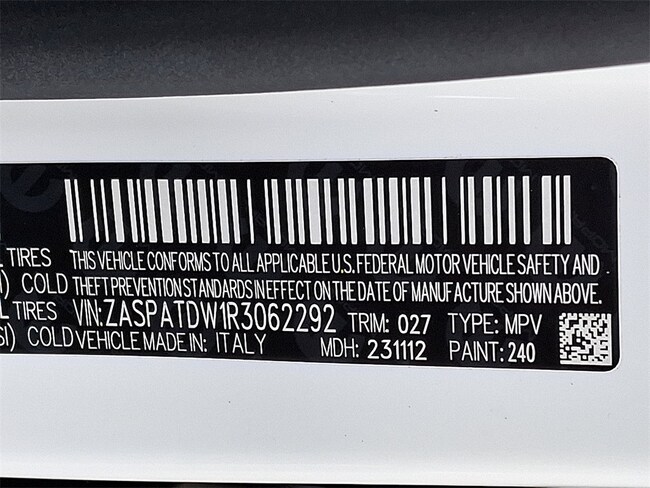 TIRES THIS VEHICLE CONFORMS TO ALL APPLICABLE U.S. FEDERAL MOTOR VEHICLE SAFETY AND
COLD THEFT PREVENTION STANDARDS IN EFFECT ON THE DATE OF MANUFACTURE SHOWN ABOVE.
TIRES VIN:ZASPATDW1R3062292 TRIM: 027 TYPE: MPV
SI) COLD VEHICLE MADE IN: ITALY MDH: 231112 PAINT: 240